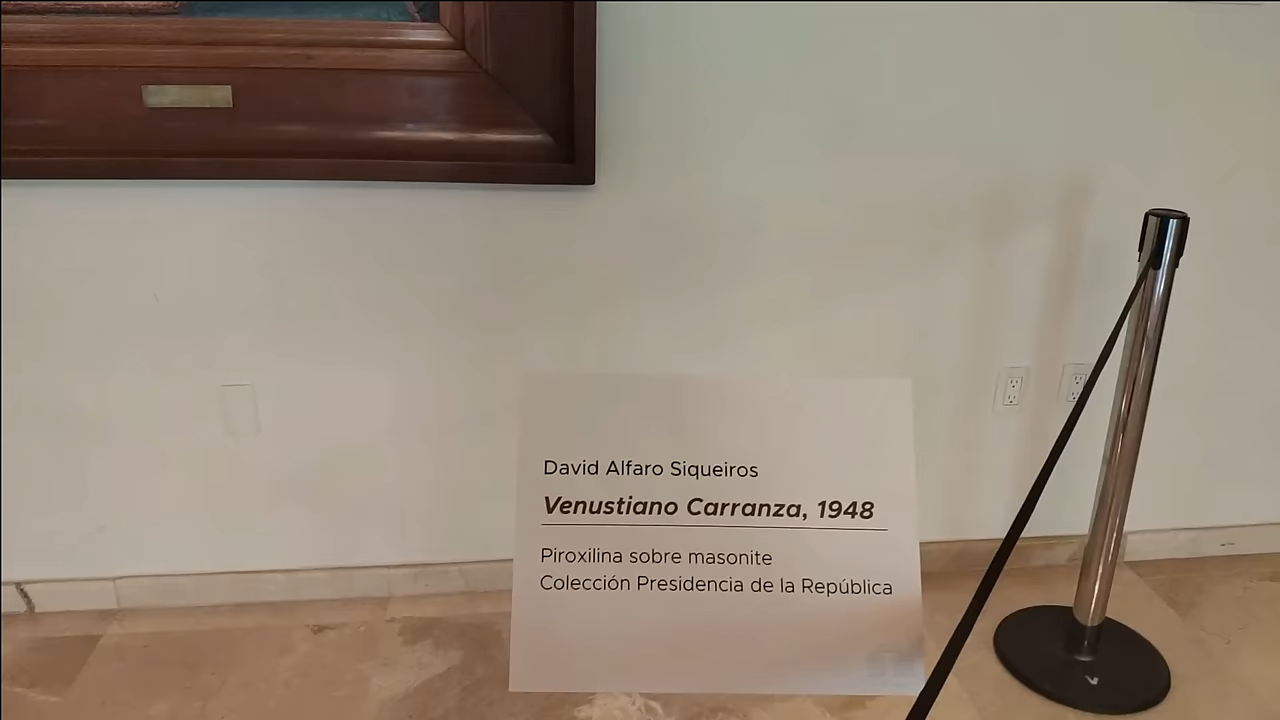 David Alfaro Siqueiros
Venustiano Carranza, 1948
Piroxilina sobre masonite
Colección Presidencia de la República